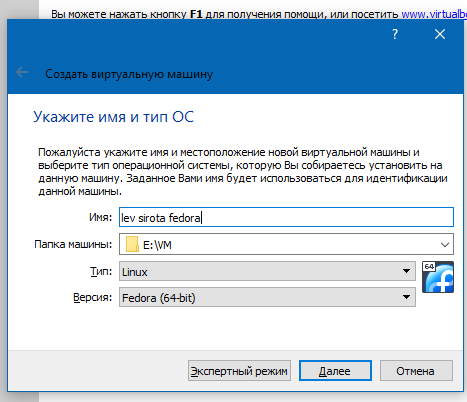 Вы можете нажать кнопку F1 для получения помощи, или посетить www.virtualbo
?
Создать виртуальную машину
Укажите имя и тип ОС
Пожалуйста укажите имя и местоположение новой виртуальной машины и
выберите тип операционной системы, которую Вы собираетесь установить на
данную машину. Заданное Вами имя будет использоваться для идентификации
данной машины.
Имя: lev sirota fedora
Папка машины: E:\VM
Тип: Linux
64
Версия: Fedora (64-bit)
Экспертный режим Далее Отмена